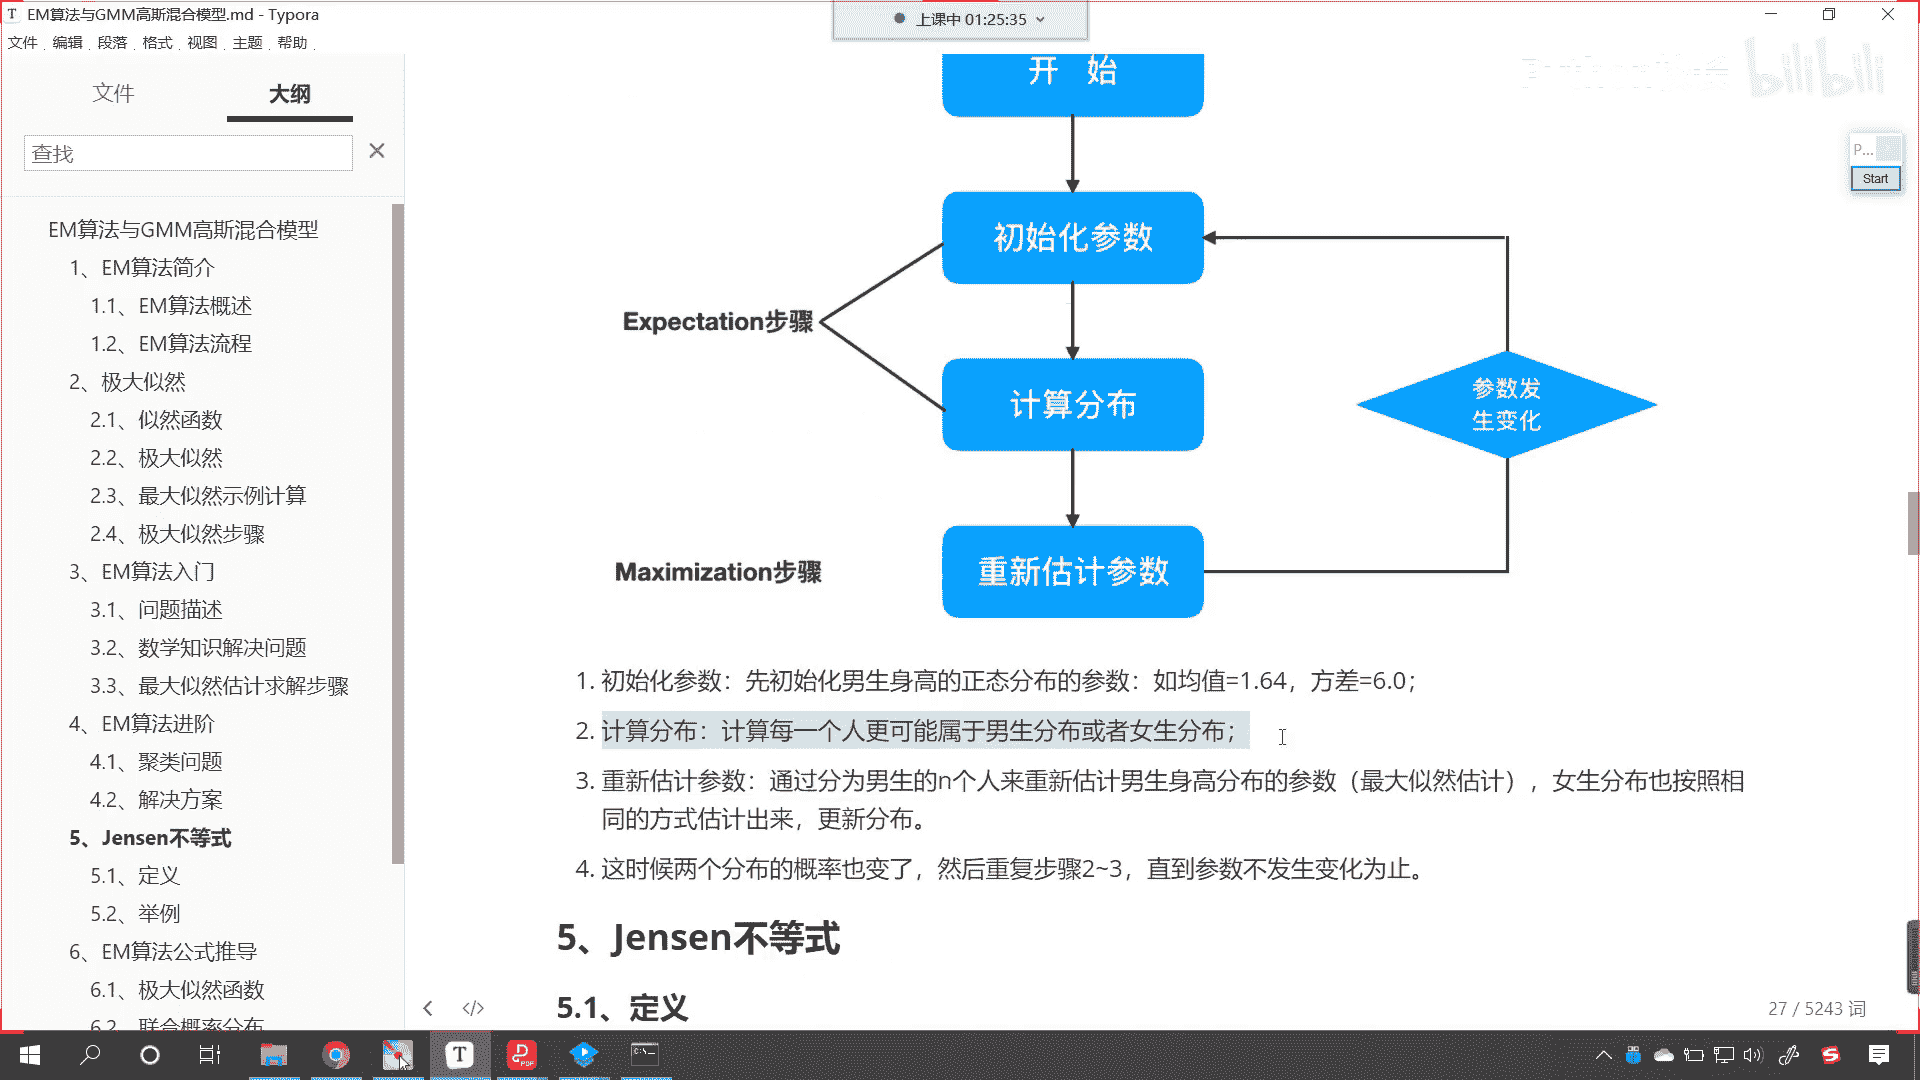 EM算法与GMM高斯混合模型.md - Typora
上课中 01:25:35
文件 编辑 段落 格式 视图 主题 帮助
文件
大纲
查找
EM算法与GMM高斯混合模型
1、EM算法简介
1.1、EM算法概述
1.2、EM算法流程
2、极大似然
2.1、似然函数
2.2、极大似然
2.3、最大似然示例计算
2.4、极大似然步骤
3、EM算法入门
3.1、问题描述
3.2、数学知识解决问题
3.3、最大似然估计求解步骤
4、EM算法进阶
4.1、聚类问题
4.2、解决方案
5、Jensen不等式
5.1、定义
5.2、举例
6、EM算法公式推导
6.1、极大似然函数
6.2、联合概率分布
开 始
初始化参数
Expectation步骤
计算分布
参数发
生变化
Maximization步骤
重新估计参数
1. 初始化参数：先初始化男生身高的正态分布的参数：如均值=1.64，方差=6.0；
2. 计算分布：计算每一个人更可能属于男生分布或者女生分布；
3. 重新估计参数：通过分为男生的n个人来重新估计男生身高分布的参数（最大似然估计），女生分布也按照相
同的方式估计出来，更新分布。
4. 这时候两个分布的概率也变了，然后重复步骤2~3，直到参数不发生变化为止。
5、Jensen不等式
5.1、定义
27 / 5243 词
bilibili
P...
Start